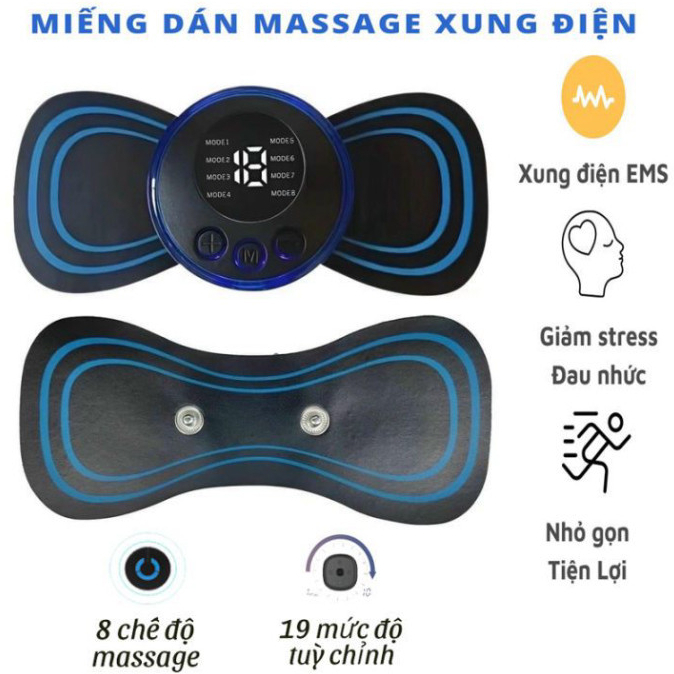 MIẾNG DÁN MASSAGE XUNG ĐIỆN
MODE1
MODE2
MODE3
MODE4
18
MODE5
MODE6
MODE7
MODE8
M
Xung điện EMS
Giảm stress
Đau nhức
Nhỏ gọn
Tiện Lợi
8 chế độ
massage
19 mức độ
tuỳ chỉnh